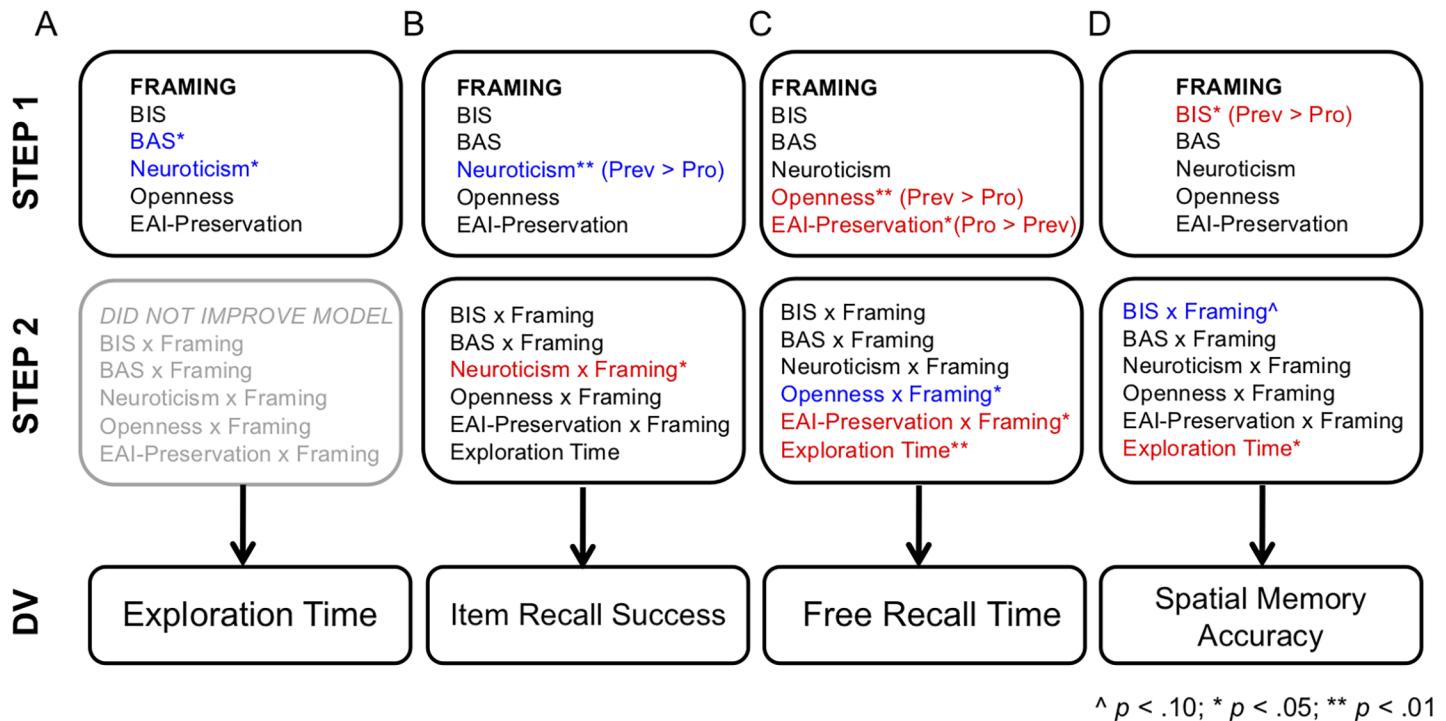 A
B
C
D
STEP 1
FRAMING
BIS
BAS*
Neuroticism*
Openness
EAI-Preservation
FRAMING
BIS
BAS
Neuroticism** (Prev > Pro)
Openness
EAI-Preservation
FRAMING
BIS
BAS
Neuroticism
Openness** (Prev > Pro)
EAI-Preservation*(Pro > Prev)
FRAMING
BIS* (Prev > Pro)
BAS
Neuroticism
Openness
EAI-Preservation
STEP 2
DID NOT IMPROVE MODEL
BIS x Framing
BAS x Framing
Neuroticism x Framing
Openness x Framing
EAI-Preservation x Framing
BIS x Framing
BAS x Framing
Neuroticism x Framing*
Openness x Framing
EAI-Preservation x Framing
Exploration Time
BIS x Framing
BAS x Framing
Neuroticism x Framing
Openness x Framing*
EAI-Preservation x Framing*
Exploration Time**
BIS x Framing^
BAS x Framing
Neuroticism x Framing
Openness x Framing
EAI-Preservation x Framing
Exploration Time*
DV
Exploration Time
Item Recall Success
Free Recall Time
Spatial Memory
Accuracy
^ p < .10; * p < .05; ** p < .01